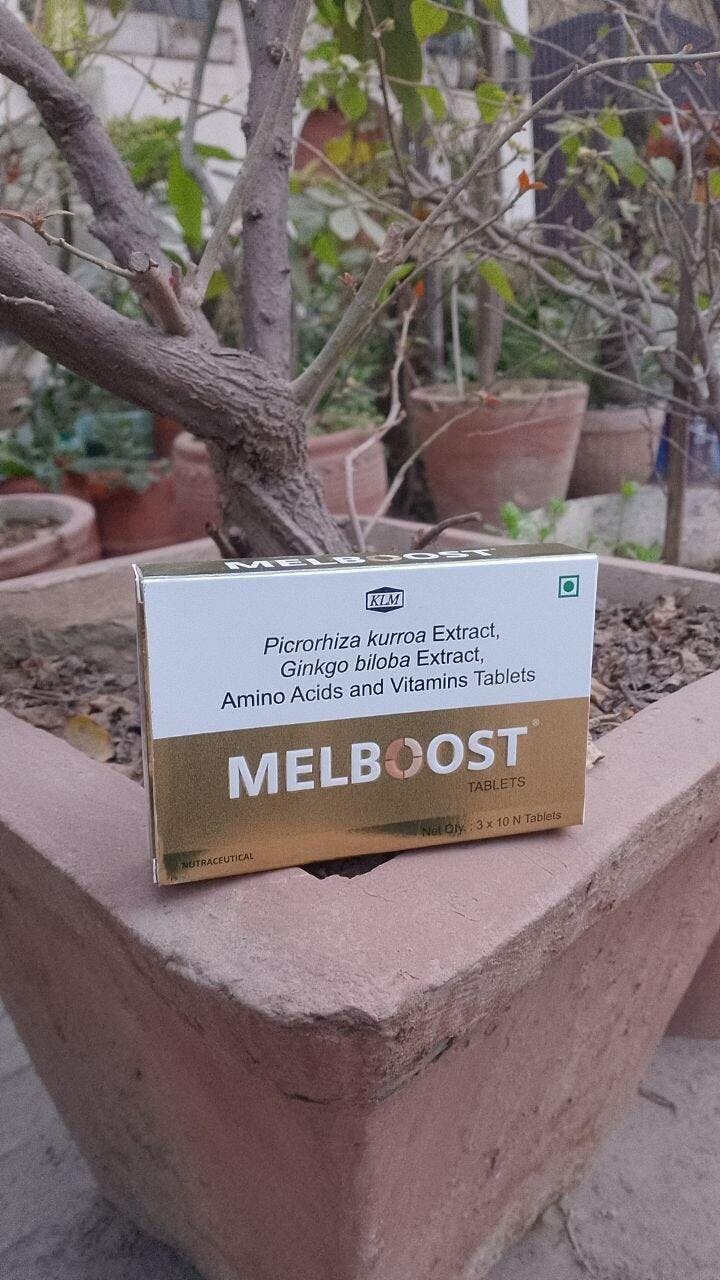 MELBOOST
KLM
Picrorhiza kurroa Extract,
Ginkgo biloba Extract,
Amino Acids and Vitamins Tablets
MELBOOST®
TABLETS
Net Qty. : 3 x 10 N Tablets
NUTRACEUTICAL